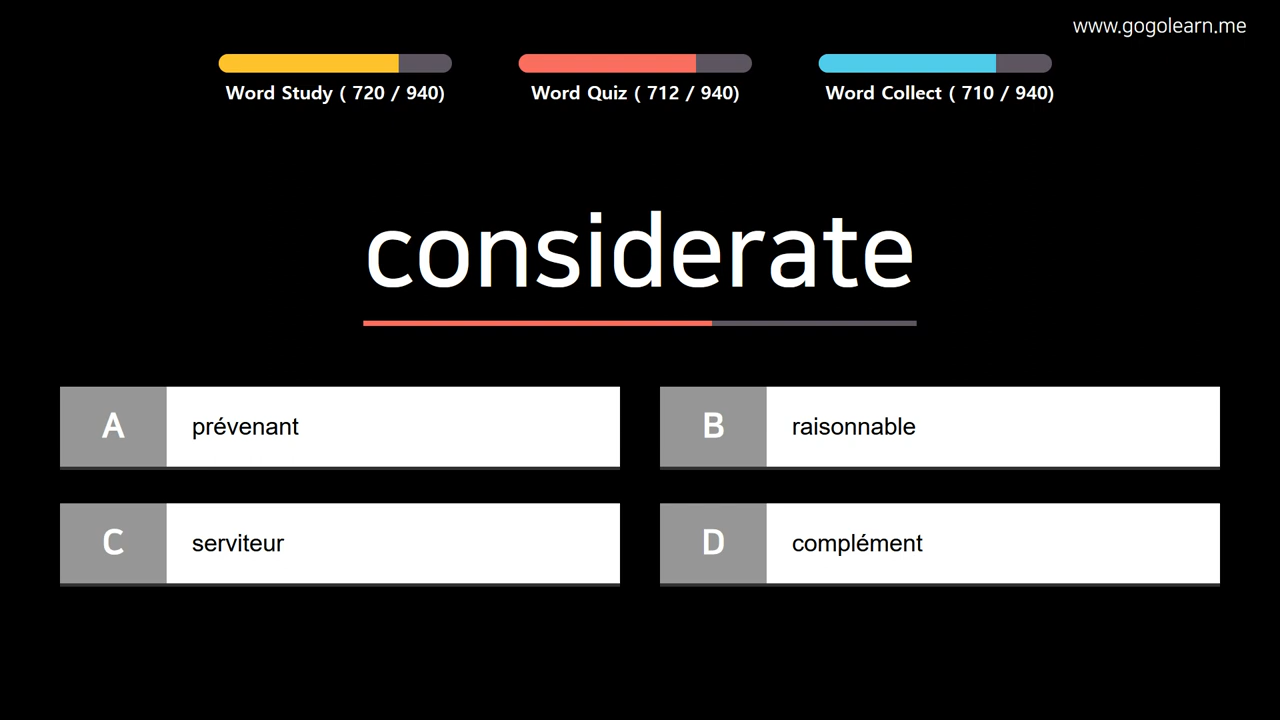 www.gogolearn.me
Word Study ( 720 / 940)
Word Quiz ( 712 / 940)
Word Collect ( 710 / 940)
considerate
A prévenant
B raisonnable
C serviteur
D complément